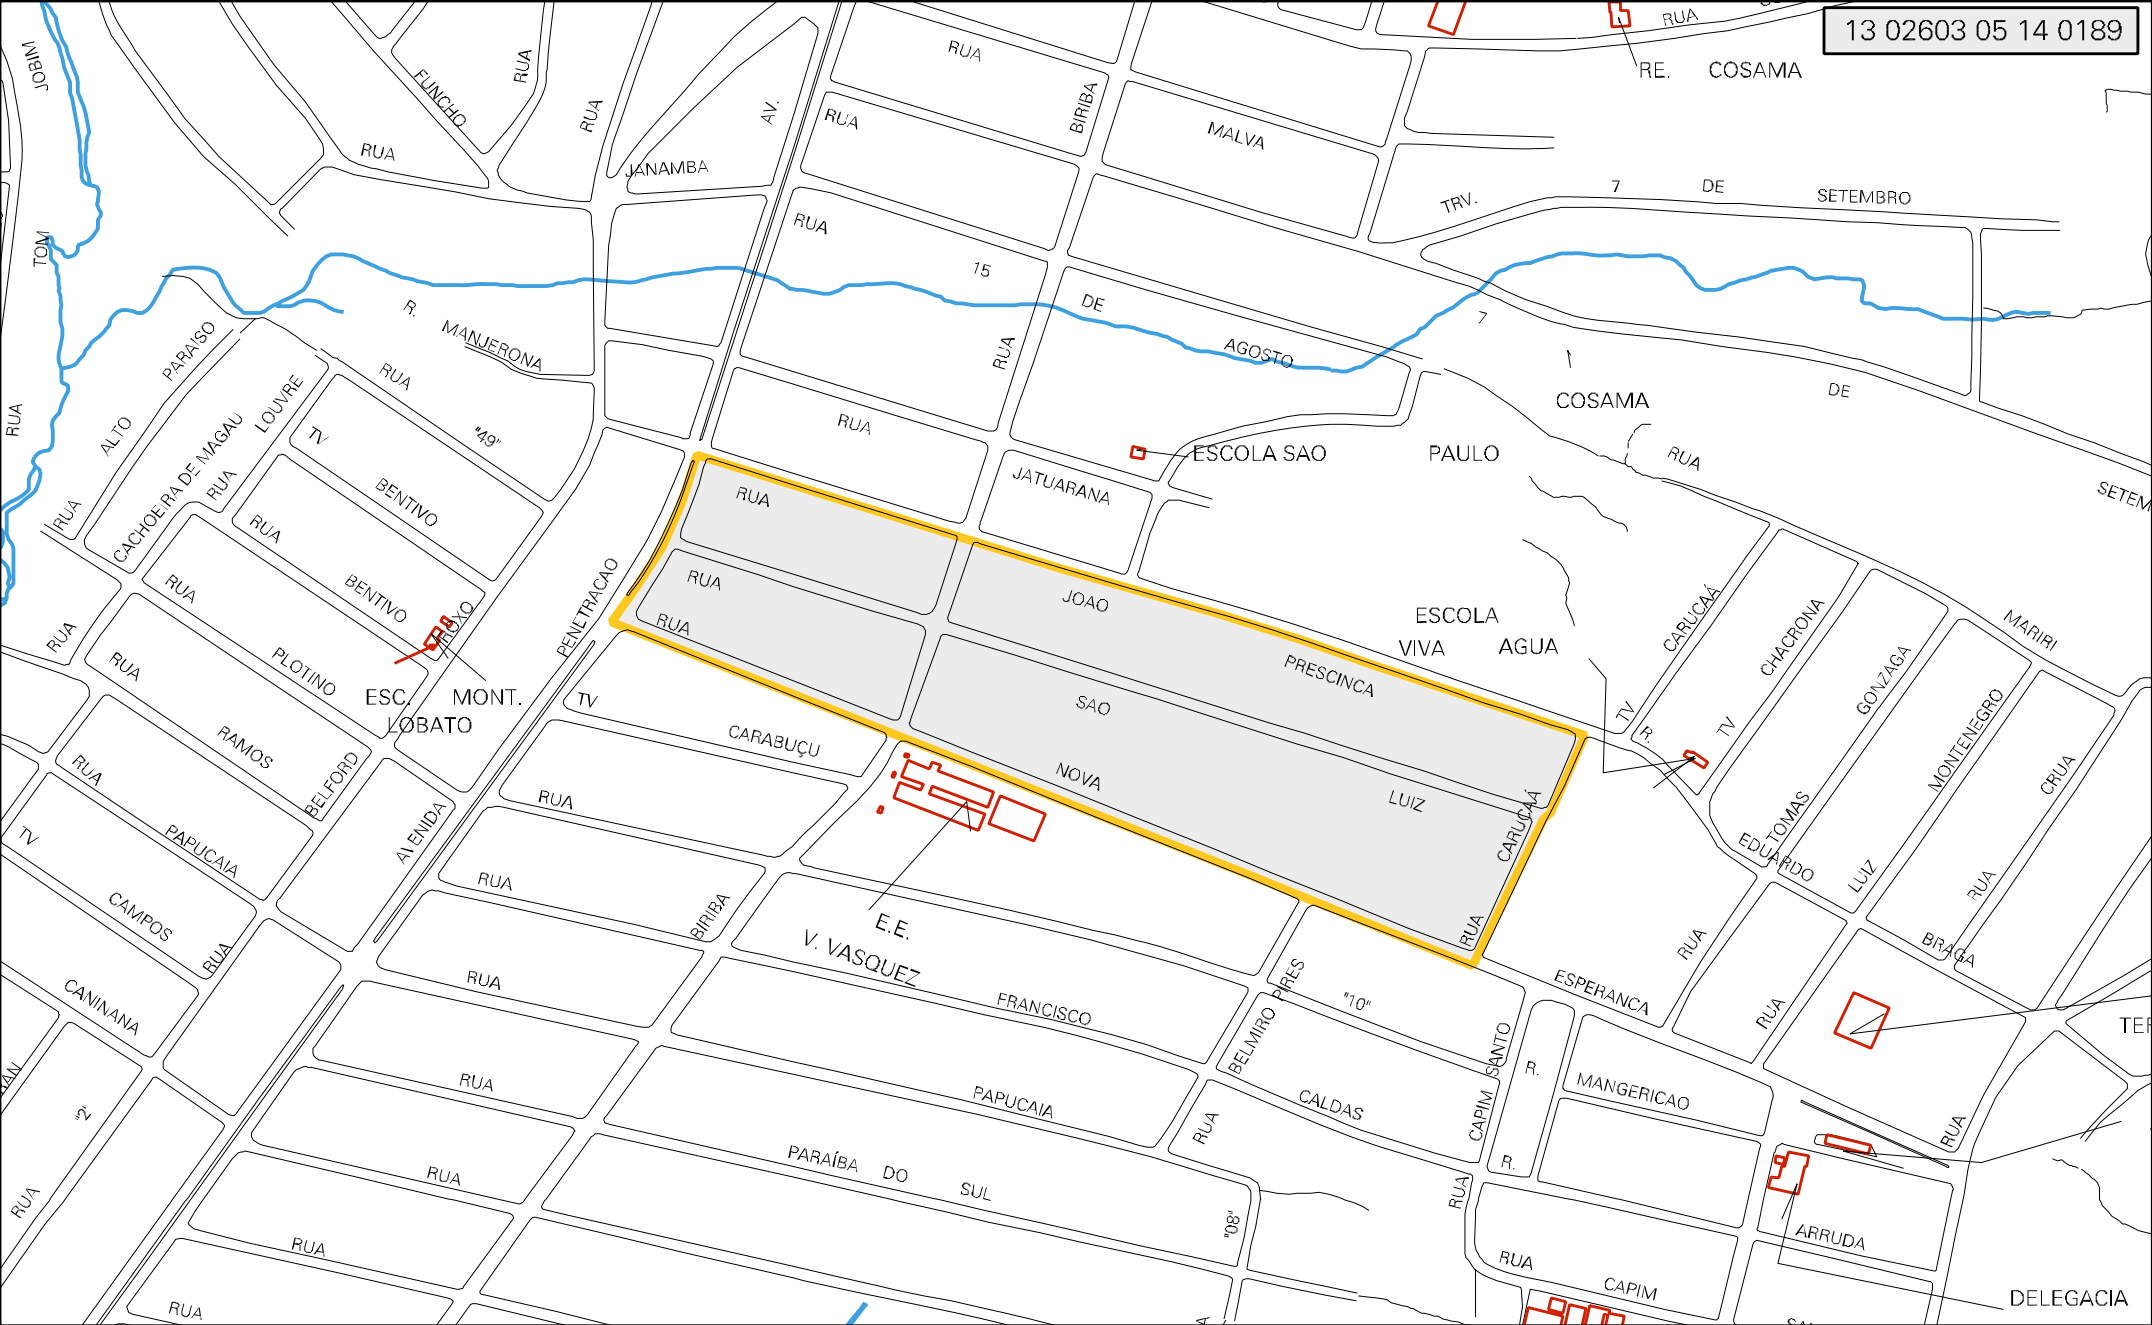 13 02603 05 14 0189
RUA
RE. COSAMA
JOBIM
FUNCHO
RUA
RUA
RUA
JANAMBA
AV.
RUA
RUA
BIRIBA
MALVA
TRV. 7 DE SETEMBRO
TOM
RUA
RUA
15 DE AGOSTO
R. MANJERONA
RUA
7 DE SETEMBRO
COSAMA
ALTO PARAISO
RUA
CACHOEIRA DE MAGAU
RUA LOUVRE
RUA "49"
TV BENTIVO
RUA BENTIVO
ROXO
RUA JATUARANA
ESCOLA SAO PAULO
RUA MARIRI
RUA JOAO PRESCINCA
RUA SAO LUIZ
RUA NOVA ESPERANCA
ESCOLA
VIVA AGUA
TV CARUCAÁ
TV CHACRONA
R. EDUARDO BRAGA
TOMAS GONZAGA
LUIZ MONTENEGRO
RUA CRUA
RUA CARUCAÁ
AVENIDA PENETRACAO
RUA PLOTINO
RUA
RUA RAMOS
ESC. MONT.
LOBATO
RUA BELFORD
RUA PAPUCAIA
TV CAMPOS
CANINANA
"2"
RUA
TV CARABUÇU
RUA
RUA
BIRIBA
E.E.
V. VASQUEZ
RUA FRANCISCO CALDAS
RUA BELMIRO PIRES
"10"
RUA CAPIM SANTO
R. MANGERICAO
R.
RUA
RUA
RUA
RUA PAPUCAIA
RUA PARAÍBA DO SUL
"08"
RUA
RUA
RUA CAPIM
ARRUDA
DELEGACIA